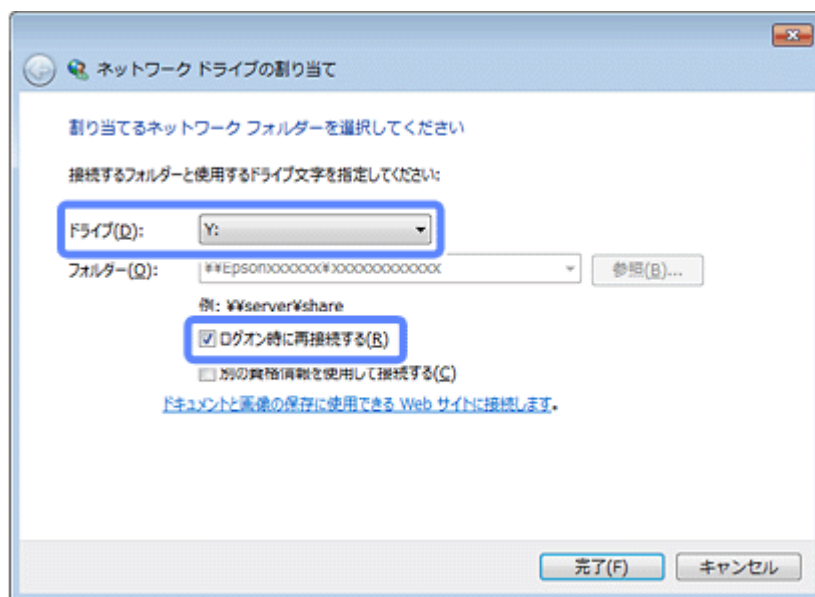 ネットワーク ドライブの割り当て
割り当てるネットワーク フォルダーを選択してください
接続するフォルダーと使用するドライブ文字を指定してください:
ドライブ(D): Y:
フォルダー(O): ¥¥Epsonxxxxxx¥xxxxxxxxxxxxx 参照(B)...
例: ¥¥server¥share
ログオン時に再接続する(R)
別の資格情報を使用して接続する(C)
ドキュメントと画像の保存に使用できる Web サイトに接続します。
完了(F) キャンセル